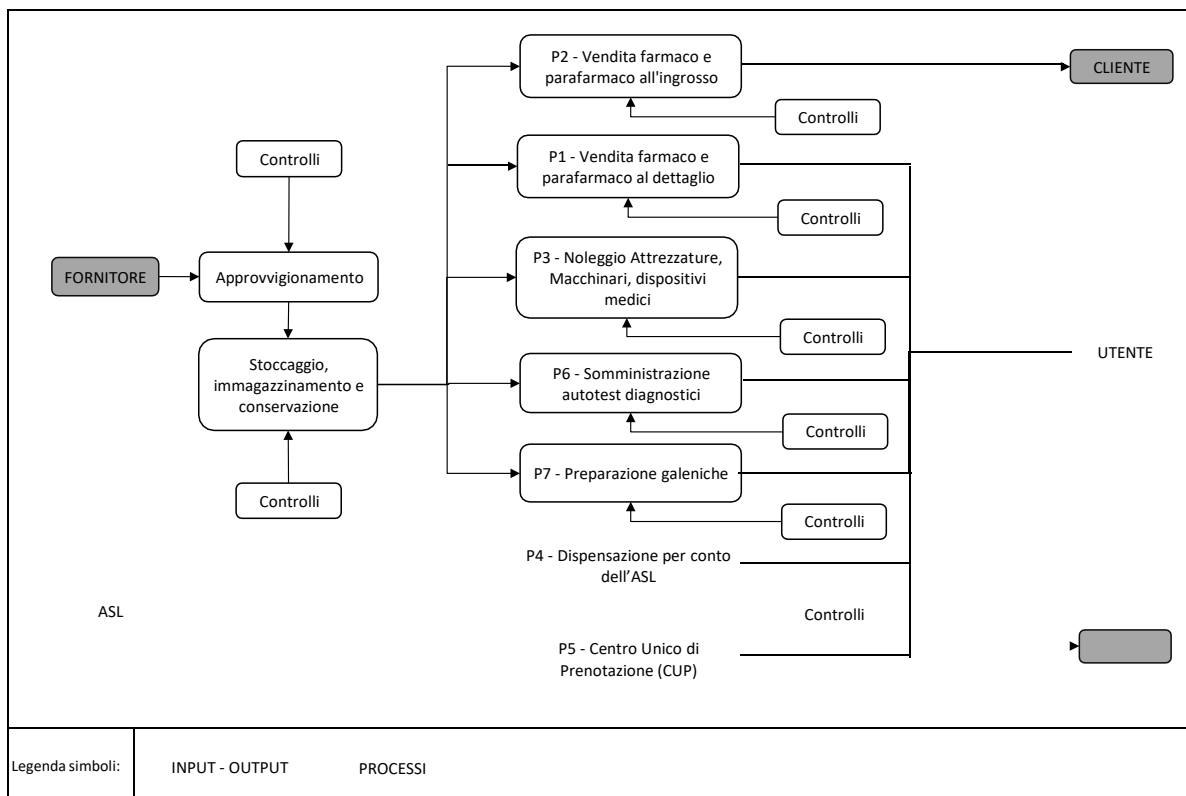 P2 - Vendita farmaco e
parafarmaco all'ingrosso
CLIENTE
Controlli
Controlli
P1 - Vendita farmaco e
parafarmaco al dettaglio
Controlli
FORNITORE
Approvvigionamento
P3 - Noleggio Attrezzature,
Macchinari, dispositivi
medici
Controlli
Stoccaggio,
immagazzinamento e
conservazione
UTENTE
P6 - Somministrazione
autotest diagnostici
Controlli
P7 - Preparazione galeniche
Controlli
Controlli
P4 - Dispensazione per conto
dell’ASL
ASL
Controlli
P5 - Centro Unico di
Prenotazione (CUP)
Legenda simboli:
INPUT - OUTPUT
PROCESSI